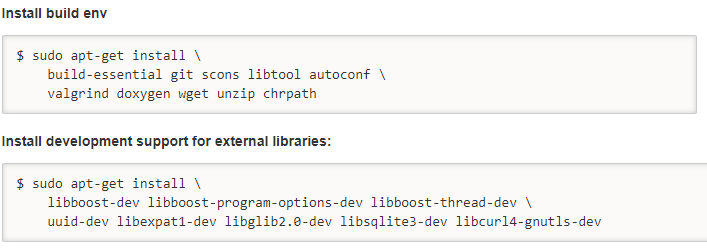 Install build env
$ sudo apt-get install \
build-essential git scons libtool autoconf \
valgrind doxygen wget unzip chrpath
Install development support for external libraries:
$ sudo apt-get install \
libboost-dev libboost-program-options-dev libboost-thread-dev \
uuid-dev libexpat1-dev libglib2.0-dev libsqlite3-dev libcurl4-gnutls-dev